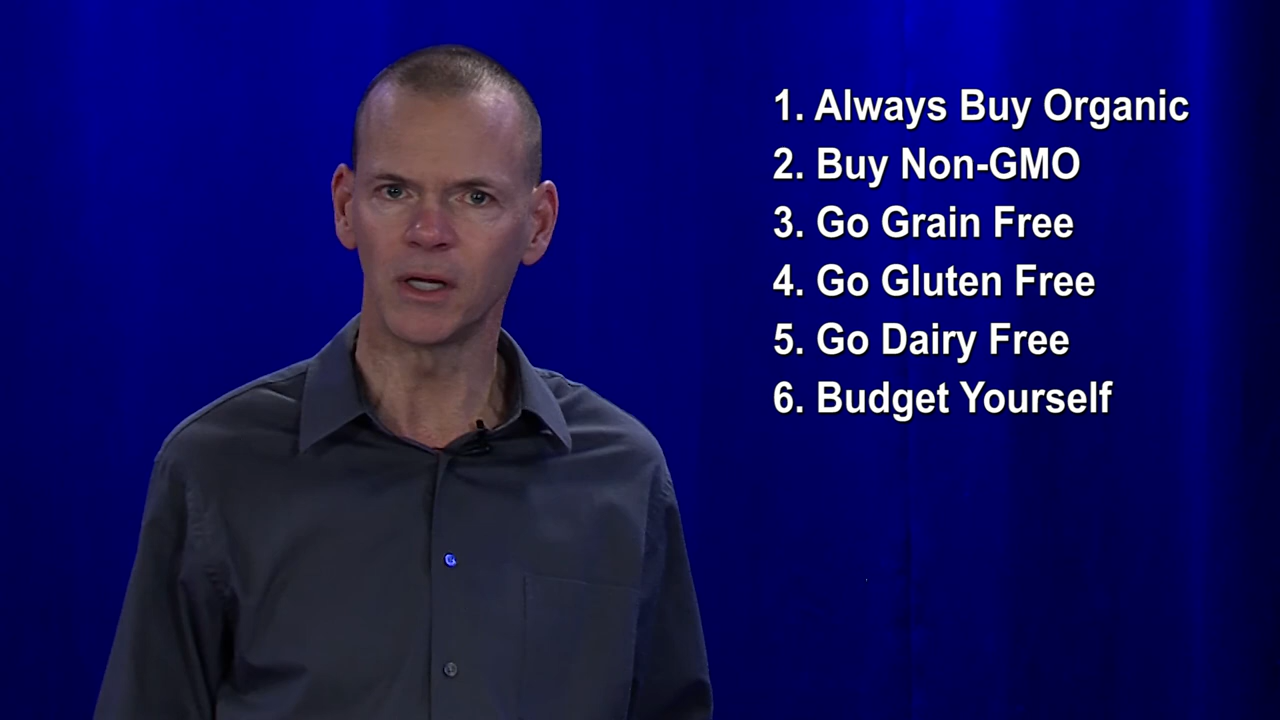 1. Always Buy Organic
2. Buy Non-GMO
3. Go Grain Free
4. Go Gluten Free
5. Go Dairy Free
6. Budget Yourself